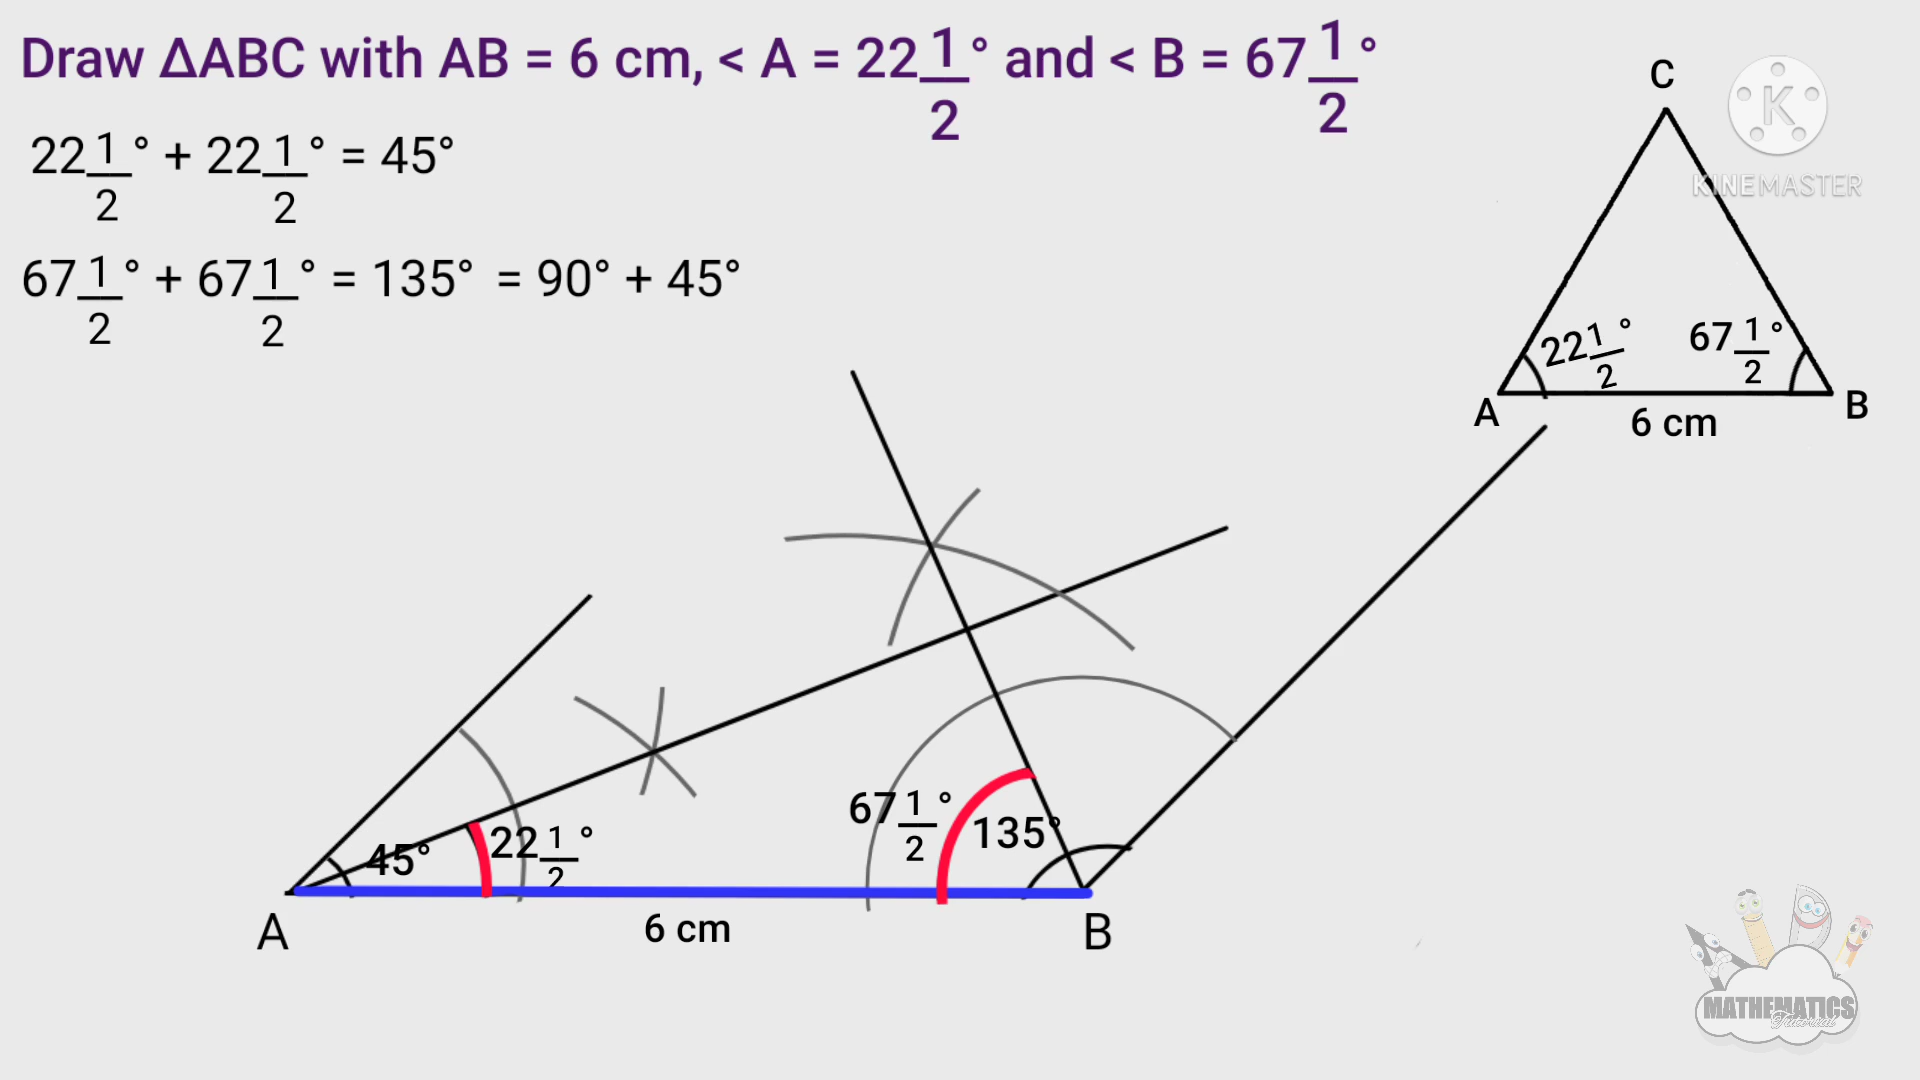 Draw ΔABC with AB = 6 cm, < A = 22 1/2° and < B = 67 1/2°
22 1/2° + 22 1/2° = 45°
67 1/2° + 67 1/2° = 135° = 90° + 45°
C
K
KINEMASTER
22 1/2° 67 1/2°
A 6 cm B
67 1/2° 135°
45° 22 1/2°
A 6 cm B
MATHEMATICS
Tutorial